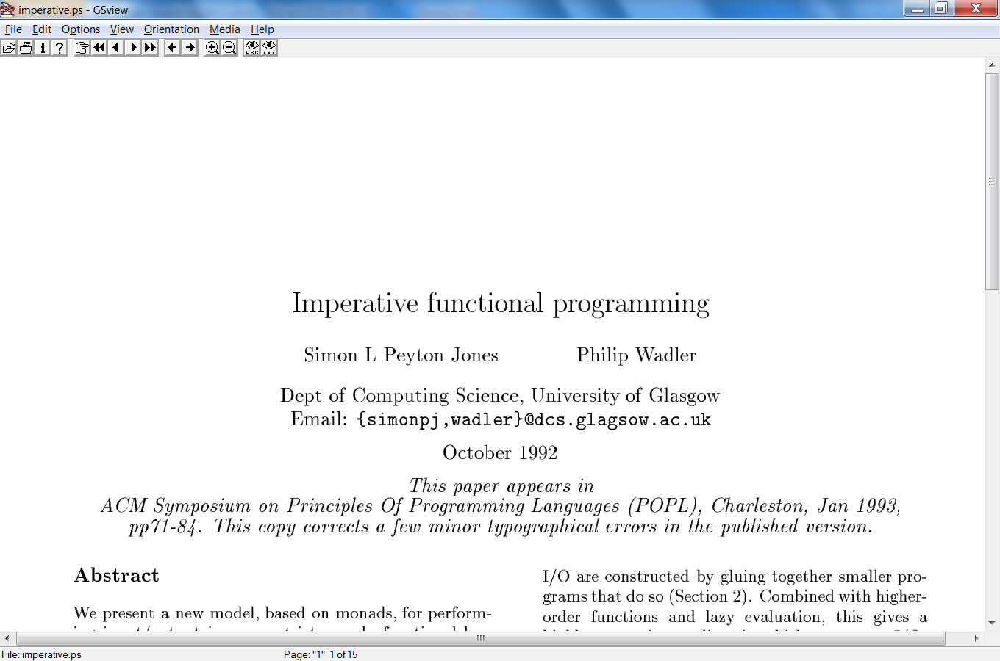 imperative.ps - GSview
File Edit Options View Orientation Media Help
Imperative functional programming
Simon L Peyton Jones Philip Wadler
Dept of Computing Science, University of Glasgow
Email: {simonpj,wadler}@dcs.glagsow.ac.uk
October 1992
This paper appears in
ACM Symposium on Principles Of Programming Languages (POPL), Charleston, Jan 1993,
pp71-84. This copy corrects a few minor typographical errors in the published version.
Abstract
We present a new model, based on monads, for perform-
I/O are constructed by gluing together smaller pro-
grams that do so (Section 2). Combined with higher-
order functions and lazy evaluation, this gives a
File: imperative.ps Page: "1" 1 of 15